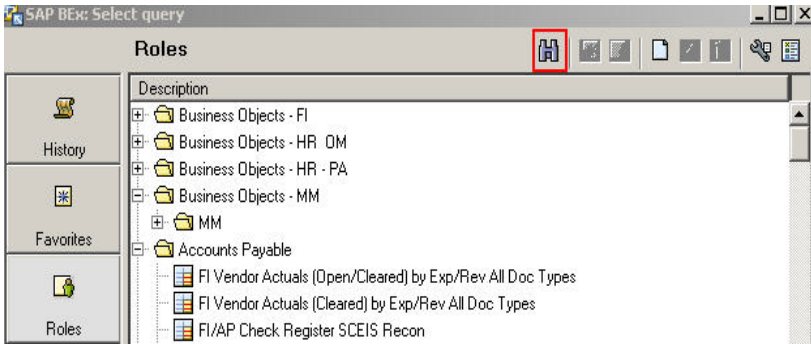 SAP BEx: Select query
Roles
Description
History
Favorites
Roles
Business Objects - FI
Business Objects - HR OM
Business Objects - HR - PA
Business Objects - MM
MM
Accounts Payable
FI Vendor Actuals (Open/Cleared) by Exp/Rev All Doc Types
FI Vendor Actuals (Cleared) by Exp/Rev All Doc Types
FI/AP Check Register SCEIS Recon